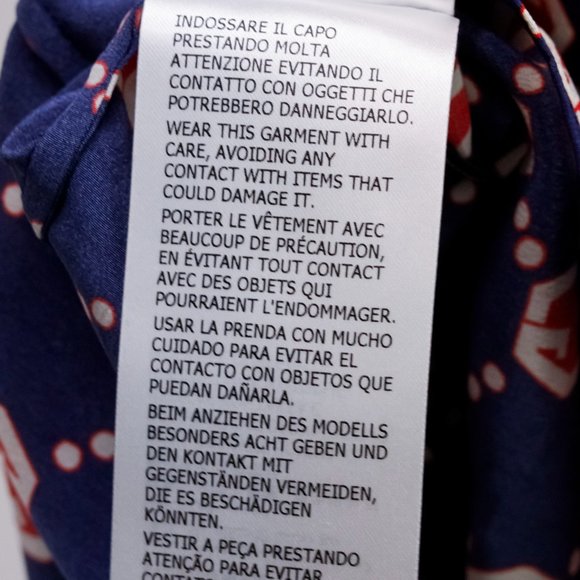 INDOSSARE IL CAPO
PRESTANDO MOLTA
ATTENZIONE EVITANDO IL
CONTATTO CON OGGETTI CHE
POTREBBERO DANNEGGIARLO.
WEAR THIS GARMENT WITH
CARE, AVOIDING ANY
CONTACT WITH ITEMS THAT
COULD DAMAGE IT.
PORTER LE VÊTEMENT AVEC
BEAUCOUP DE PRÉCAUTION,
EN ÉVITANT TOUT CONTACT
AVEC DES OBJETS QUI
POURRAIENT L'ENDOMMAGER.
USAR LA PRENDA CON MUCHO
CUIDADO PARA EVITAR EL
CONTACTO CON OBJETOS QUE
PUEDAN DAÑARLA.
BEIM ANZIEHEN DES MODELLS
BESONDERS ACHT GEBEN UND
DEN KONTAKT MIT
GEGENSTÄNDEN VERMEIDEN,
DIE ES BESCHÄDIGEN
KÖNNTEN.
VESTIR A PEÇA PRESTANDO
ATENÇÃO PARA EVITAR